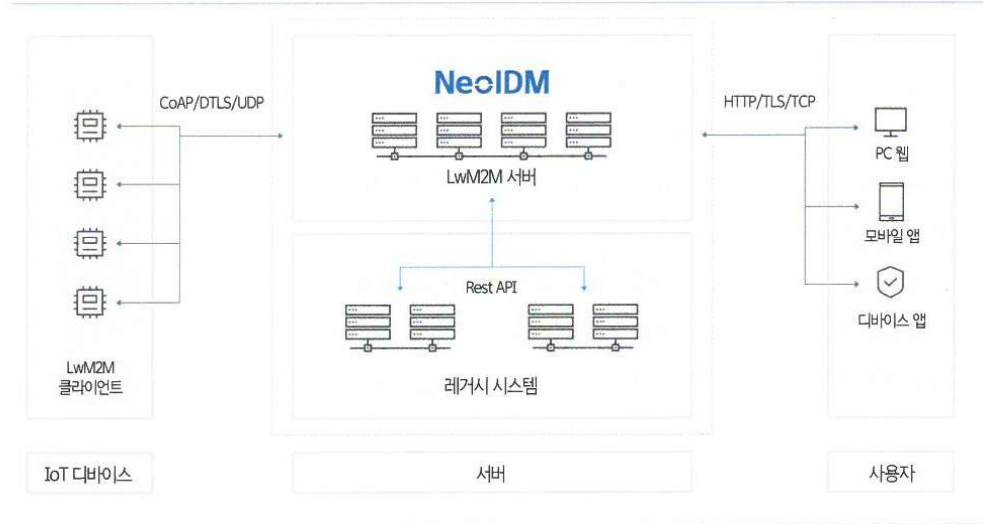 NeoIDM
CoAP/DTLS/UDP
HTTP/TLS/TCP
PC 웹
LwM2M 서버
모바일 앱
Rest API
디바이스 앱
LwM2M
클라이언트
레거시 시스템
IoT 디바이스
서버
사용자